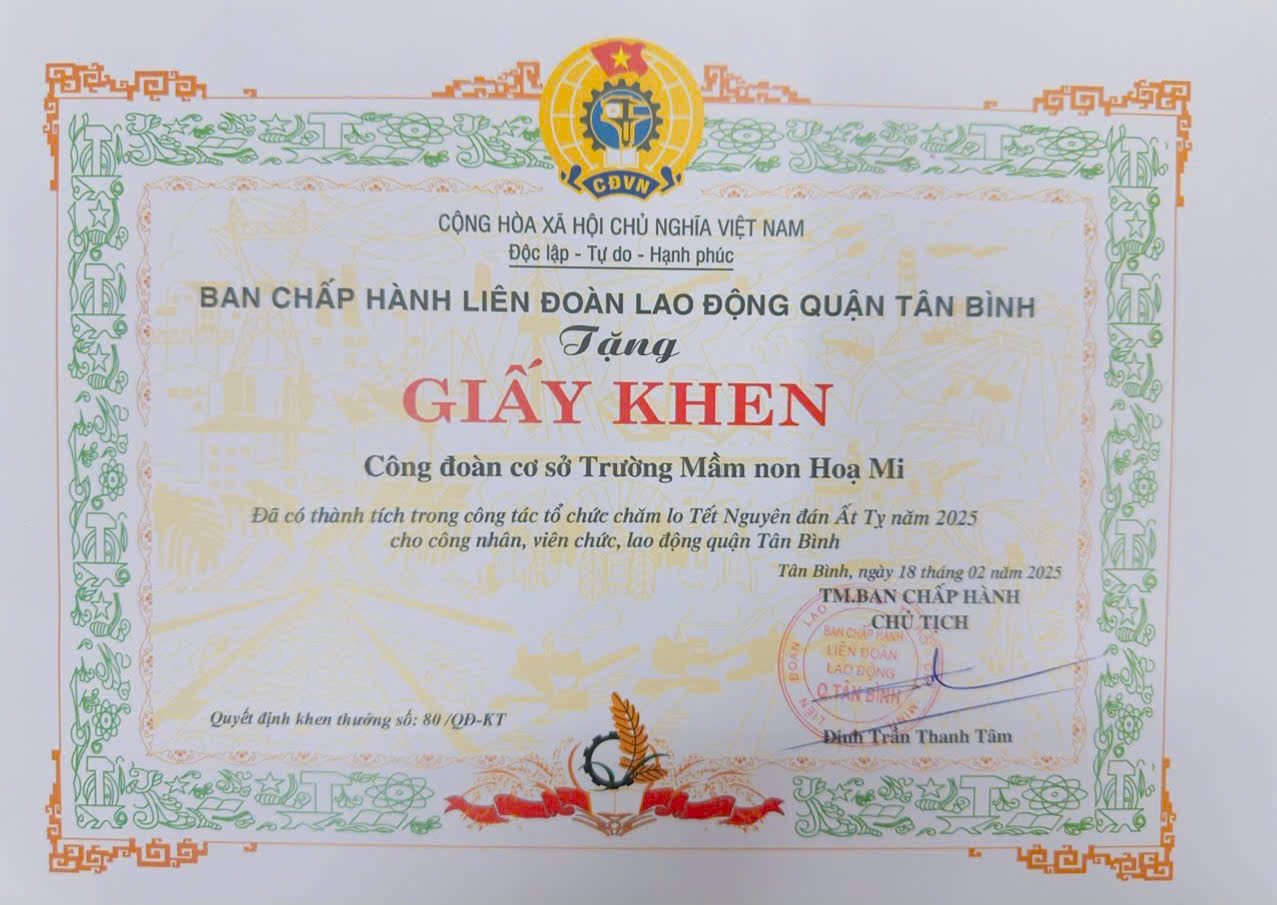 CĐVN
CỘNG HÒA XÃ HỘI CHỦ NGHĨA VIỆT NAM
Độc lập - Tự do - Hạnh phúc
BAN CHẤP HÀNH LIÊN ĐOÀN LAO ĐỘNG QUẬN TÂN BÌNH
Tặng
GIẤY KHEN
Công đoàn cơ sở Trường Mầm non Hoạ Mi
Đã có thành tích trong công tác tổ chức chăm lo Tết Nguyên đán Ất Tỵ năm 2025
cho công nhân, viên chức, lao động quận Tân Bình
Tân Bình, ngày 18 tháng 02 năm 2025
TM.BAN CHẤP HÀNH
CHỦ TỊCH
BAN CHẤP HÀNH
LIÊN ĐOÀN
LAO ĐỘNG
Q.TÂN BÌNH
LIÊN ĐOÀN LAO
Quyết định khen thưởng số: 80/QĐ-KT
Đinh Trần Thanh Tâm